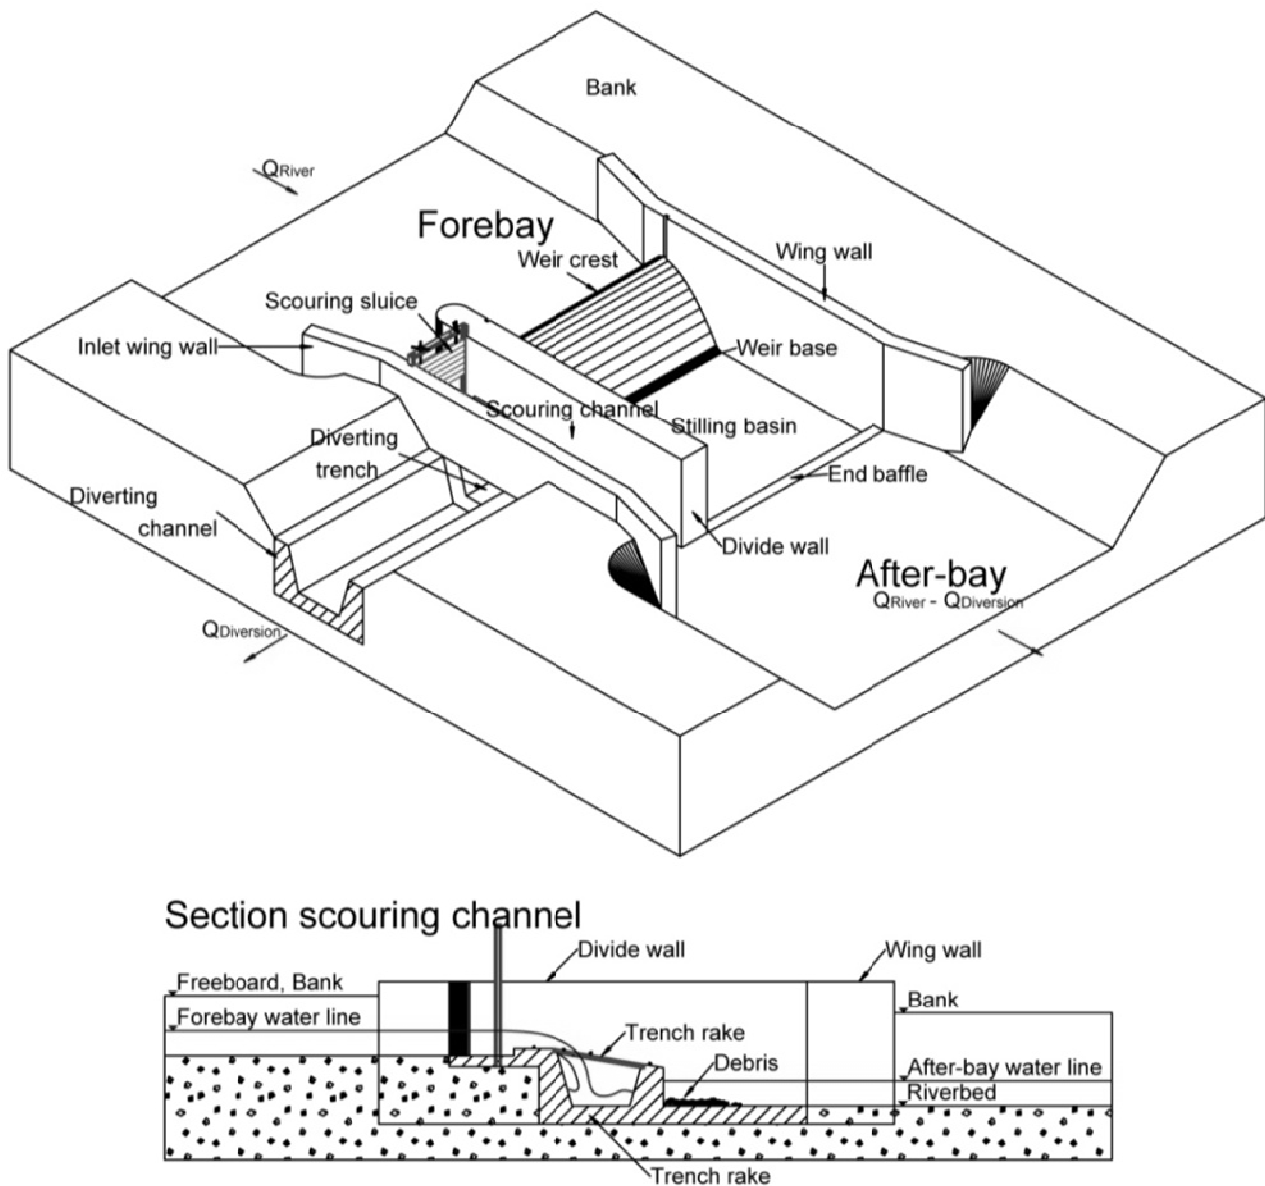 Bank
QRiver
Forebay
Weir crest
Wing wall
Scouring sluice
Inlet wing wall
Weir base
Scouring channel
Stilling basin
Diverting
trench
End baffle
Diverting
channel
Divide wall
After-bay
QRiver - QDiversion
QDiversion
Section scouring channel
Divide wall
Wing wall
Freeboard, Bank
Bank
Forebay water line
Trench rake
Debris
After-bay water line
Riverbed
Trench rake